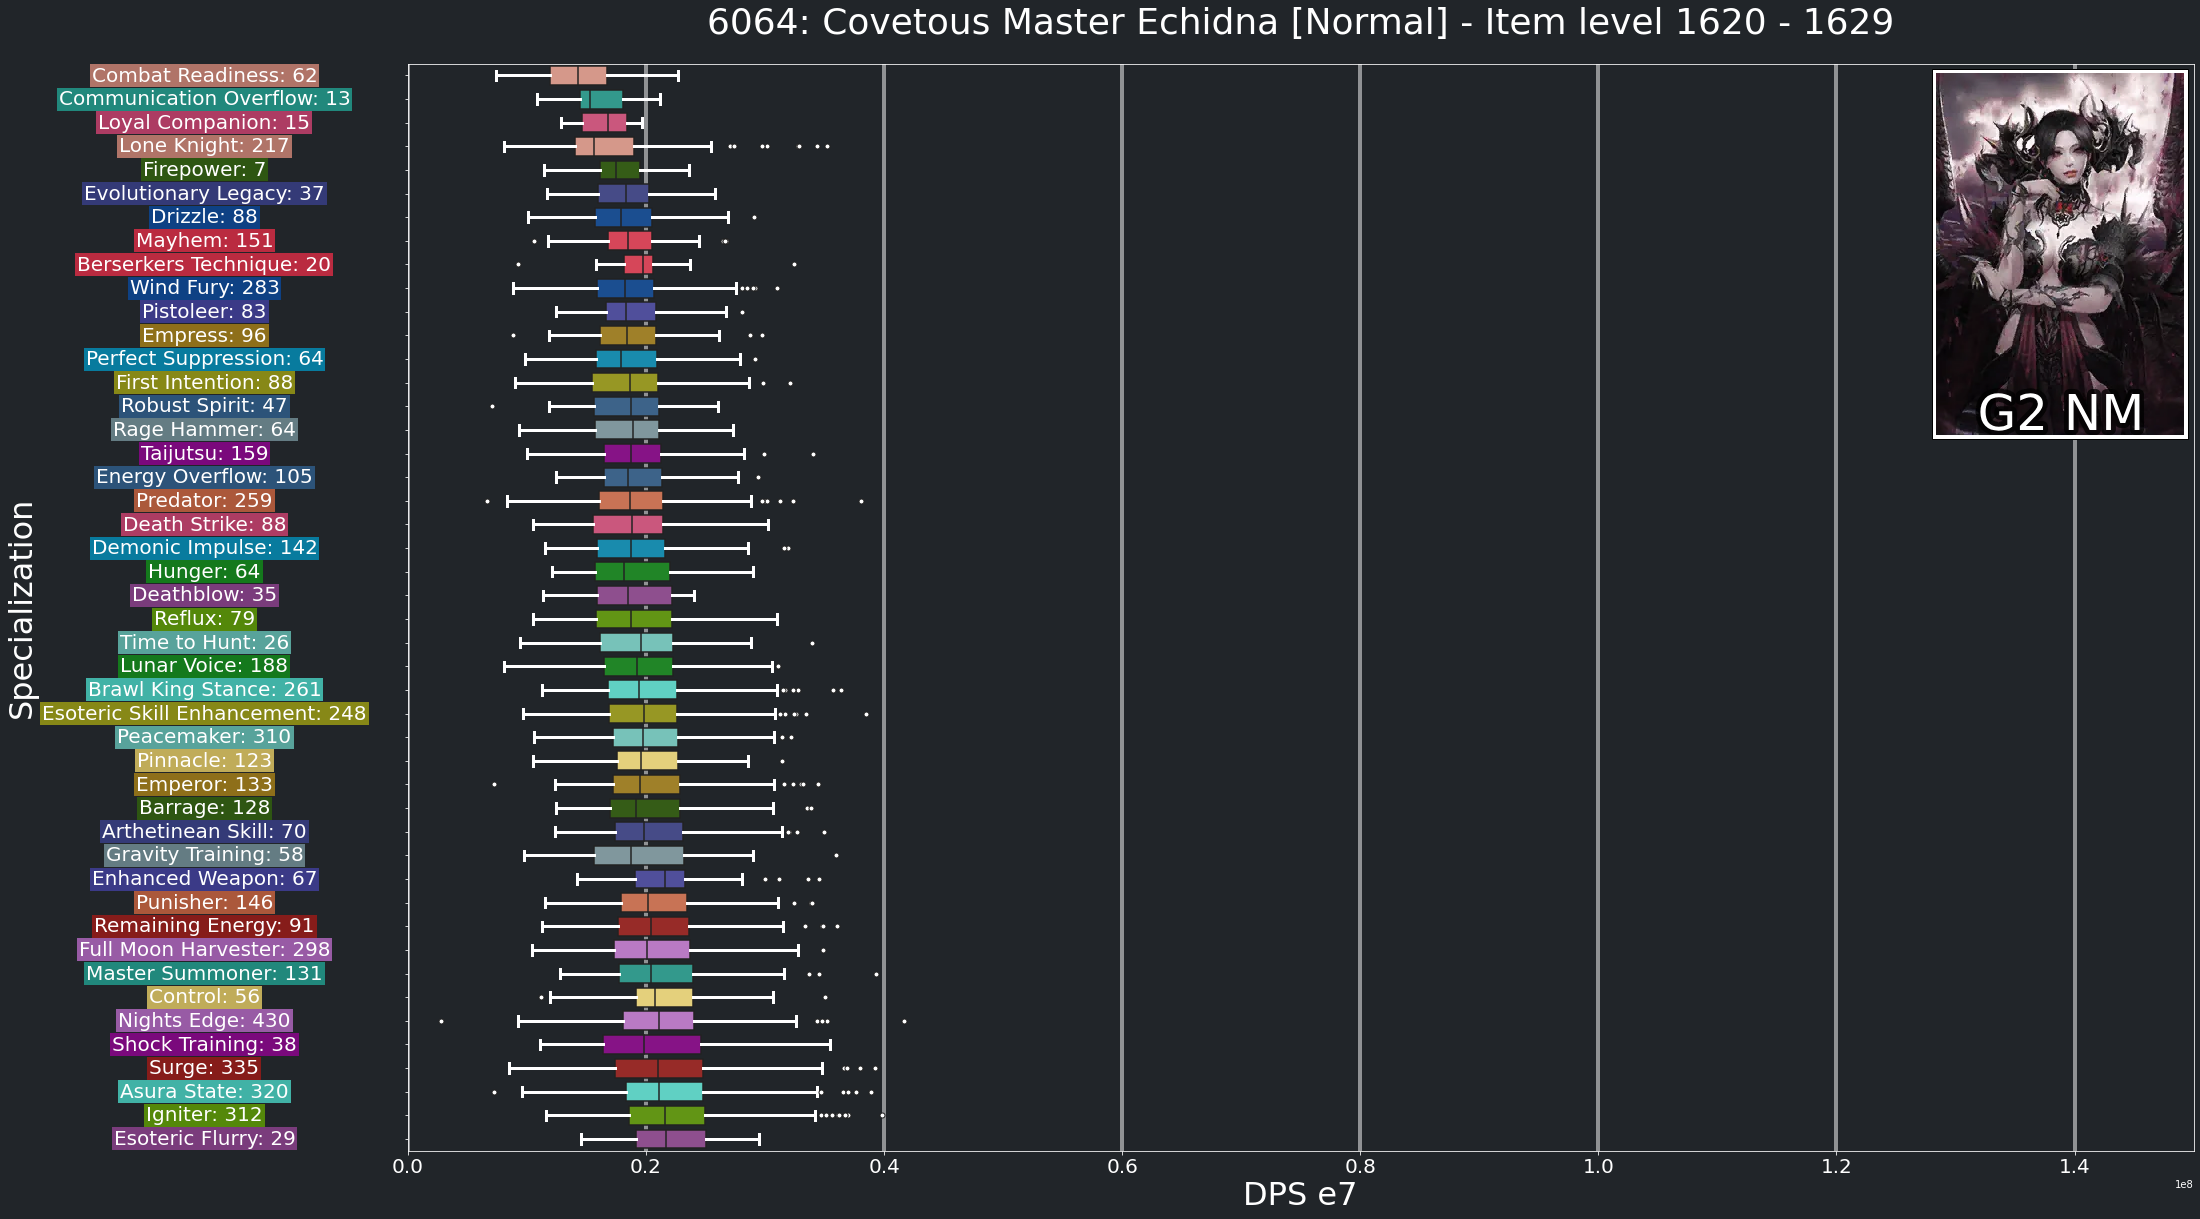 6064: Covetous Master Echidna [Normal] - Item level 1620 - 1629
Combat Readiness: 62
Communication Overflow: 13
Loyal Companion: 15
Lone Knight: 217
Firepower: 7
Evolutionary Legacy: 37
Drizzle: 88
Mayhem: 151
Berserkers Technique: 20
Wind Fury: 283
Pistoleer: 83
Empress: 96
Perfect Suppression: 64
First Intention: 88
Robust Spirit: 47
Rage Hammer: 64
Taijutsu: 159
Energy Overflow: 105
Predator: 259
Death Strike: 88
Demonic Impulse: 142
Hunger: 64
Deathblow: 35
Reflux: 79
Time to Hunt: 26
Lunar Voice: 188
Brawl King Stance: 261
Esoteric Skill Enhancement: 248
Peacemaker: 310
Pinnacle: 123
Emperor: 133
Barrage: 128
Arthetinean Skill: 70
Gravity Training: 58
Enhanced Weapon: 67
Punisher: 146
Remaining Energy: 91
Full Moon Harvester: 298
Master Summoner: 131
Control: 56
Nights Edge: 430
Shock Training: 38
Surge: 335
Asura State: 320
Igniter: 312
Esoteric Flurry: 29
Specialization
G2 NM
0.0 0.2 0.4 0.6 0.8 1.0 1.2 1.4
1e8
DPS e7